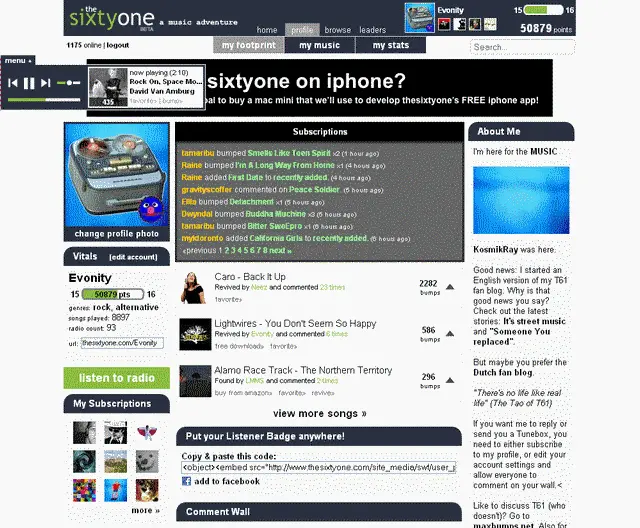 the
sixtyone
BETA
a music adventure
home profile browse leaders
Evonity
15 16
50879 points
1175 online | logout
my footprint my music my stats
Search...
menu +
now playing (2:10)
Rock On, Space Mo...
David Van Amburg
favorite> | bump>
435
sixtyone on iphone?
oal to buy a mac mini that we'll use to develop thesixtyone's FREE iphone app!
change profile photo
Vitals [edit account]
Evonity
15 50879 pts 16
genres: rock, alternative
songs played: 8897
radio count: 93
url: thesixtyone.com/Evonity
listen to radio
My Subscriptions
more »
Subscriptions
tamaribu bumped Smells Like Teen Spirit x2 (1 hour ago)
Raine bumped I'm A Long Way From Home x1 (4 hours ago)
Raine added First Date to recently added. (4 hours ago)
gravityscoffer commented on Peace Soldier. (5 hours ago)
Ellia bumped Detachment x1 (5 hours ago)
Dwyndal bumped Buddha Machine x3 (5 hours ago)
tamaribu bumped Bitter SweEpro x1 (6 hours ago)
mykloronto added California Girls to recently added. (6 hours ago)
«previous 1 2 3 4 5 6 7 8 next »
Caro - Back It Up
Revived by Neez and commented 23 times
favorite>
2282
bumps
Lightwires - You Don't Seem So Happy
Revived by Evonity and commented 6 times
free download> favorite>
586
bumps
Alamo Race Track - The Northern Territory
Found by LMMS and commented 2 times
buy from amazon> favorite> revive>
296
bumps
view more songs »
Put your Listener Badge anywhere!
Copy & paste this code:
<object><embed src="http://www.thesixtyone.com/site_media/swf/user_p
add to facebook
Comment Wall
About Me
I'm here for the MUSIC
KosmikRay was here.
Good news: I started an
English version of my T61
fan blog. Why is that
good news you say?
Check out the latest
stories: It's street music
and "Someone You
replaced".
But maybe you prefer the
Dutch fan blog.
"There's no life like real
life" (The Tao of T61)
If you want me to reply or
send you a Tunebox, you
need to either subscribe
to my profile, or edit your
account settings and
allow everyone to
comment on your wall.<
Like to discuss T61 (who
doesn't)? Go to
maxbumps.net. Also for